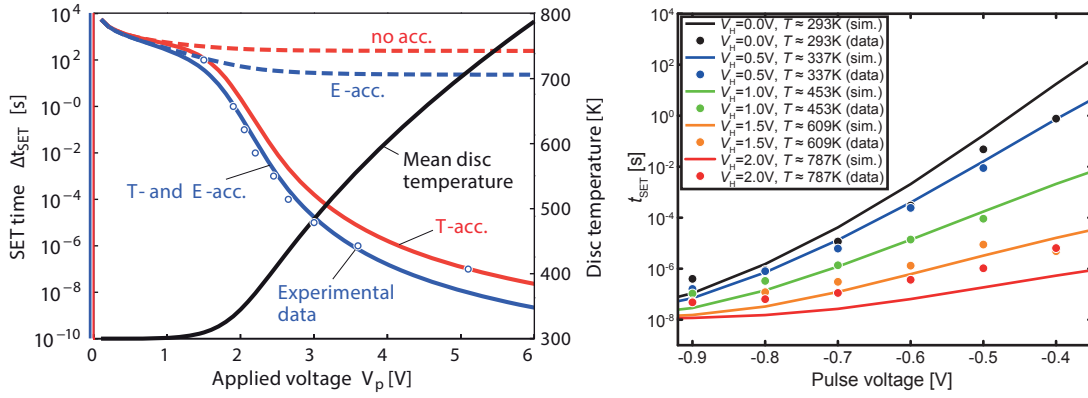 SET time Δt_SET [s]
10^4
10^2
10^-0
10^-2
10^-4
10^-6
10^-8
10^-10
no acc.
E-acc.
T- and E-acc.
Mean disc
temperature
T-acc.
Experimental
data
800
700
600
500
400
300
Disc temperature [K]
0 1 2 3 4 5 6
Applied voltage V_p [V]
t_SET [s]
10^4
10^2
10^0
10^-2
10^-4
10^-6
10^-8
V_H=0.0V, T ≈ 293K (sim.)
V_H=0.0V, T ≈ 293K (data)
V_H=0.5V, T ≈ 337K (sim.)
V_H=0.5V, T ≈ 337K (data)
V_H=1.0V, T ≈ 453K (sim.)
V_H=1.0V, T ≈ 453K (data)
V_H=1.5V, T ≈ 609K (sim.)
V_H=1.5V, T ≈ 609K (data)
V_H=2.0V, T ≈ 787K (sim.)
V_H=2.0V, T ≈ 787K (data)
-0.9 -0.8 -0.7 -0.6 -0.5 -0.4
Pulse voltage [V]